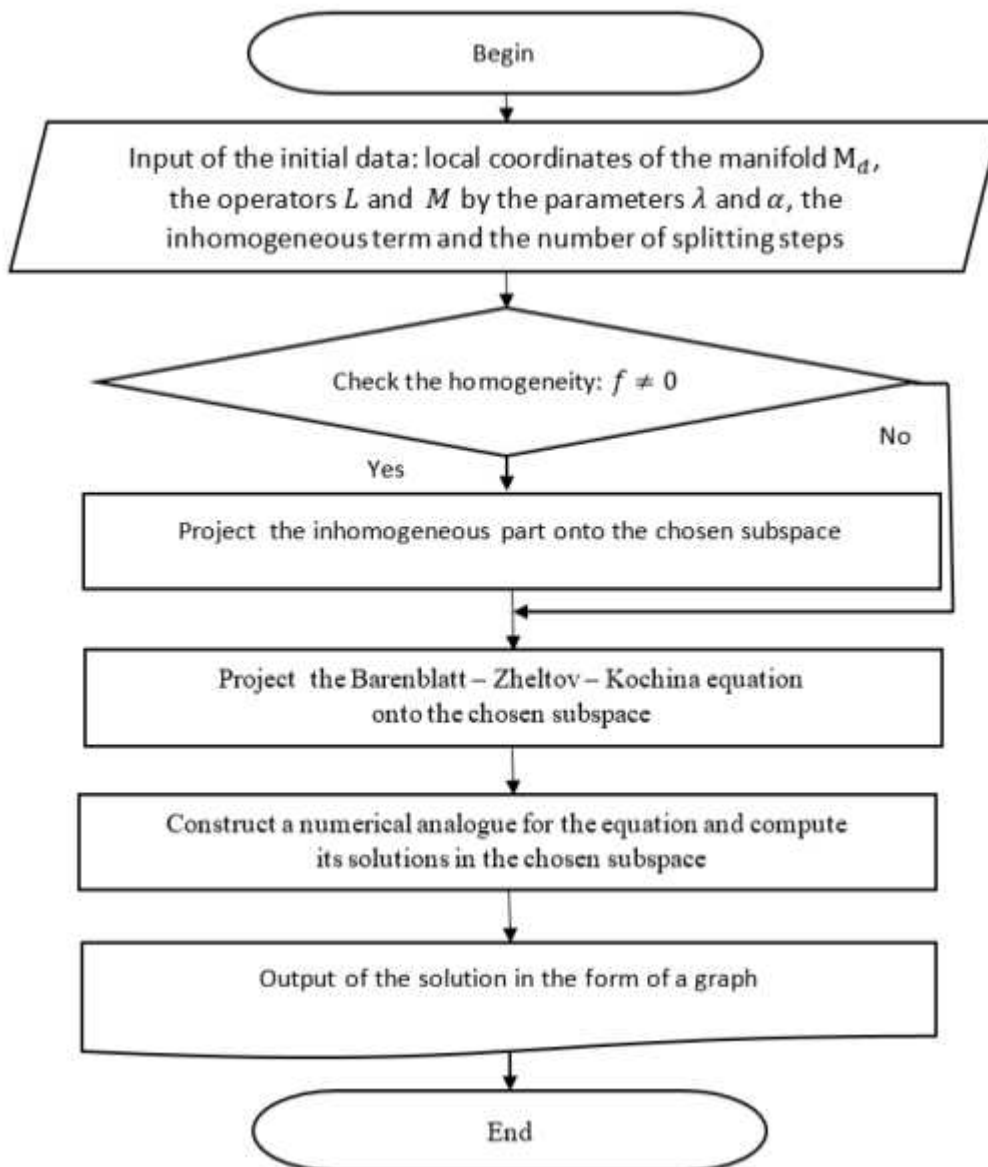 Begin
Input of the initial data: local coordinates of the manifold M_d,
the operators L and M by the parameters λ and α, the
inhomogeneous term and the number of splitting steps
Check the homogeneity: f ≠ 0
No
Yes
Project the inhomogeneous part onto the chosen subspace
Project the Barenblatt – Zheltov – Kochina equation
onto the chosen subspace
Construct a numerical analogue for the equation and compute
its solutions in the chosen subspace
Output of the solution in the form of a graph
End